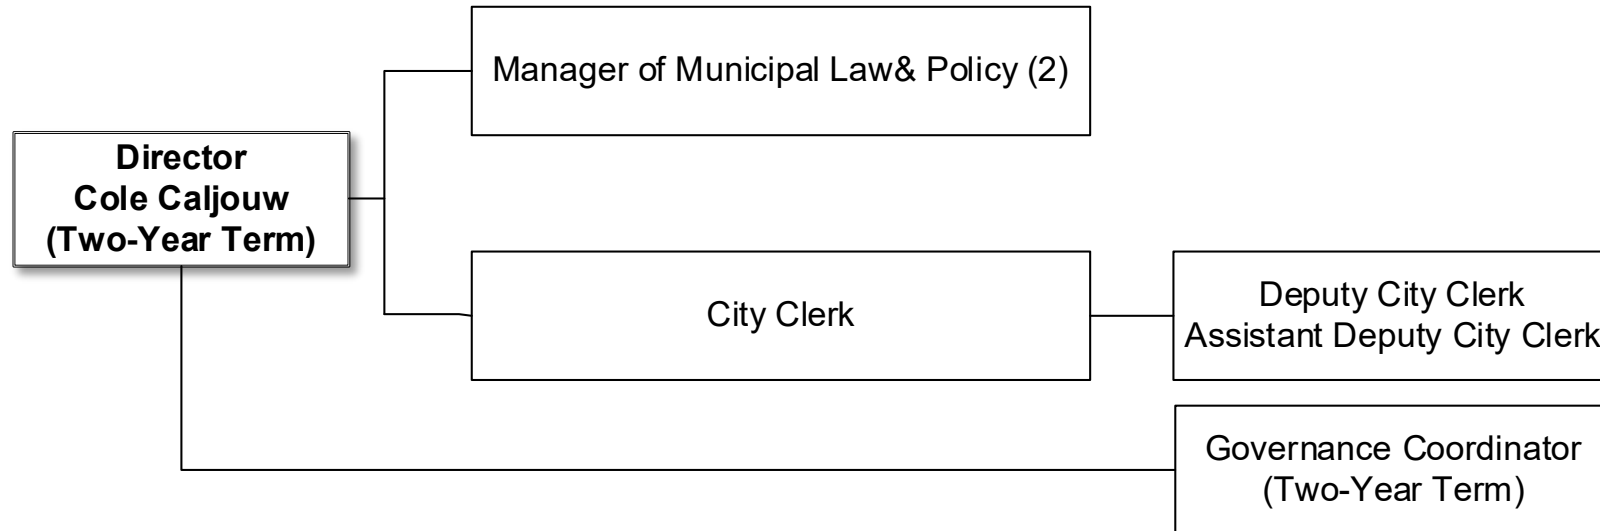 Manager of Municipal Law& Policy (2)
Director
Cole Caljouw
(Two-Year Term)
City Clerk
Deputy City Clerk
Assistant Deputy City Clerk
Governance Coordinator
(Two-Year Term)